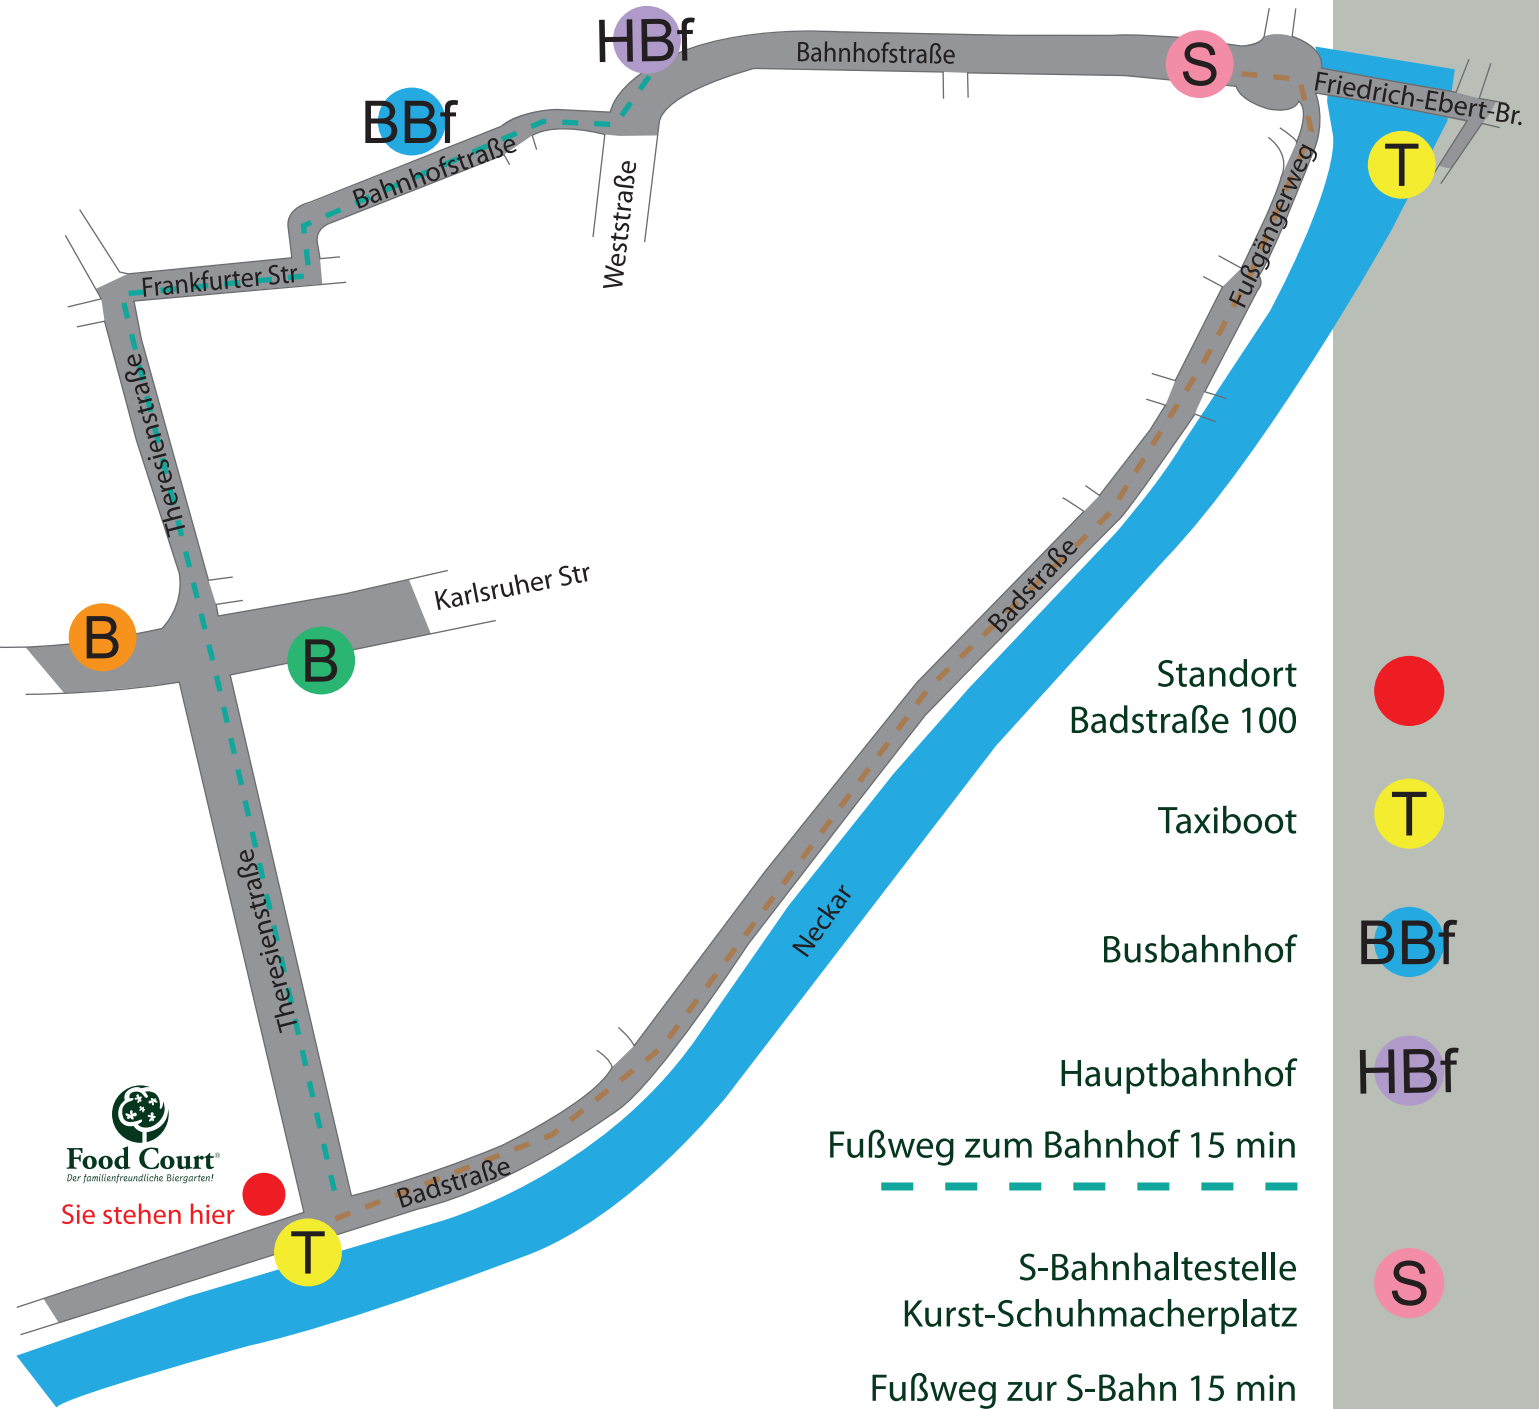 HBf
Bahnhofstraße
S
Friedrich-Ebert-Br.
BBf
Bahnhofstraße
T
Weststraße
Fußgängerweg
Frankfurter Str
Theresienstraße
Karlsruher Str
B
B
Badstraße
Standort
Badstraße 100
Taxiboot
T
Theresienstraße
Neckar
Busbahnhof
BBf
Hauptbahnhof
HBf
Food Court®
Der familienfreundliche Biergarten!
Sie stehen hier
Badstraße
T
Fußweg zum Bahnhof 15 min
S-Bahnhaltestelle
Kurst-Schuhmacherplatz
S
Fußweg zur S-Bahn 15 min